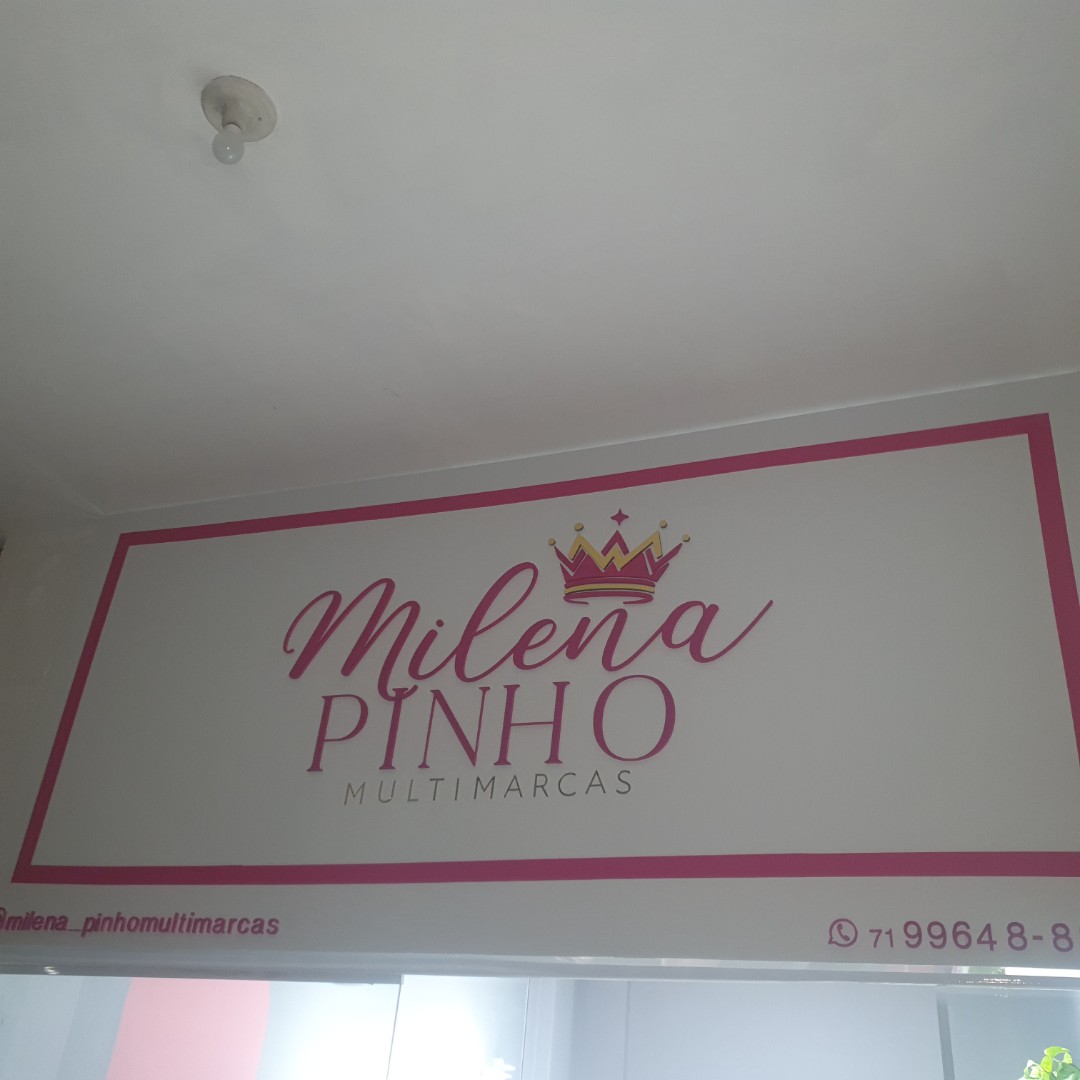 Milena
PINHO
MULTIMARCAS
@milena_pinhomultimarcas
71 99648-8